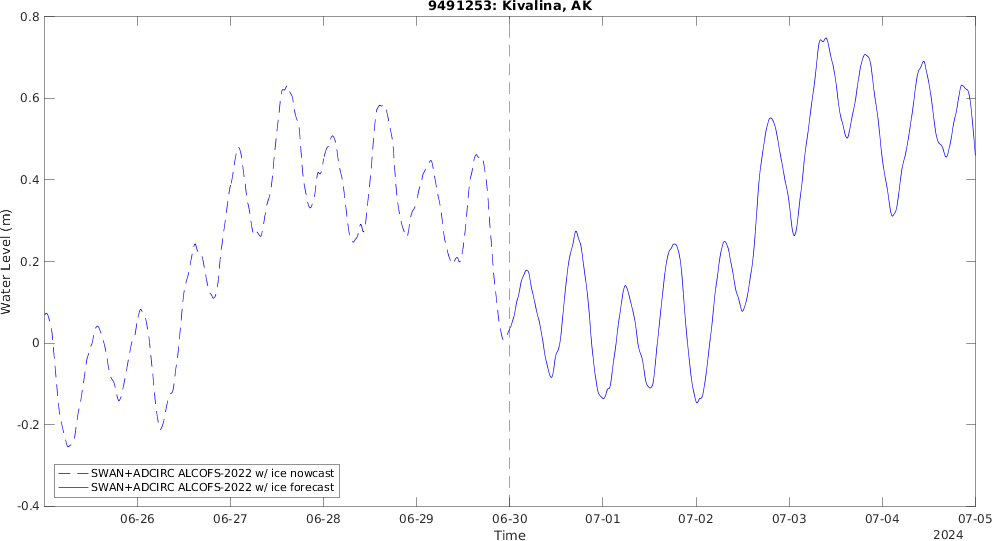 9491253: Kivalina, AK
0.8
0.6
0.4
0.2
0
-0.2
-0.4
Water Level (m)
SWAN+ADCIRC ALCOFS-2022 w/ ice nowcast
SWAN+ADCIRC ALCOFS-2022 w/ ice forecast
06-26 06-27 06-28 06-29 06-30 07-01 07-02 07-03 07-04 07-05
Time
2024